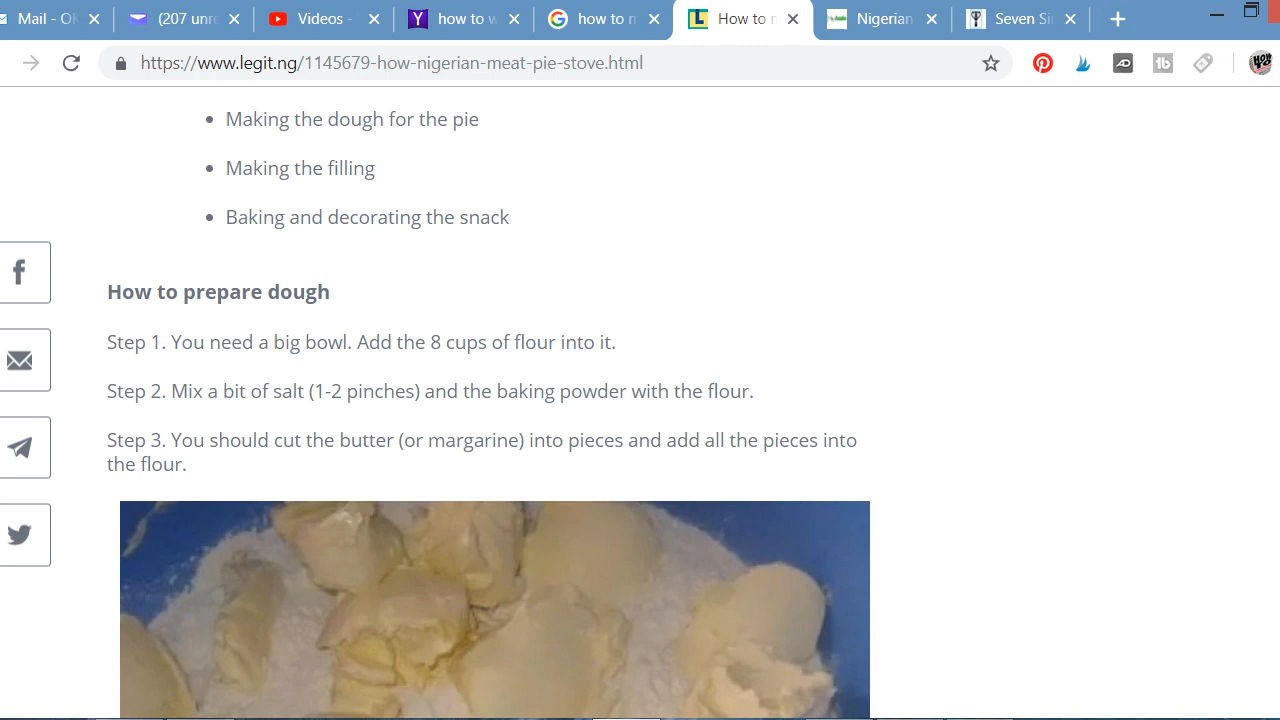 Mail - O
(207 unr
Videos -
how to w
how to m
How to
Nigerian
Seven Si
https://www.legit.ng/1145679-how-nigerian-meat-pie-stove.html
Making the dough for the pie
Making the filling
Baking and decorating the snack
How to prepare dough
Step 1. You need a big bowl. Add the 8 cups of flour into it.
Step 2. Mix a bit of salt (1-2 pinches) and the baking powder with the flour.
Step 3. You should cut the butter (or margarine) into pieces and add all the pieces into
the flour.